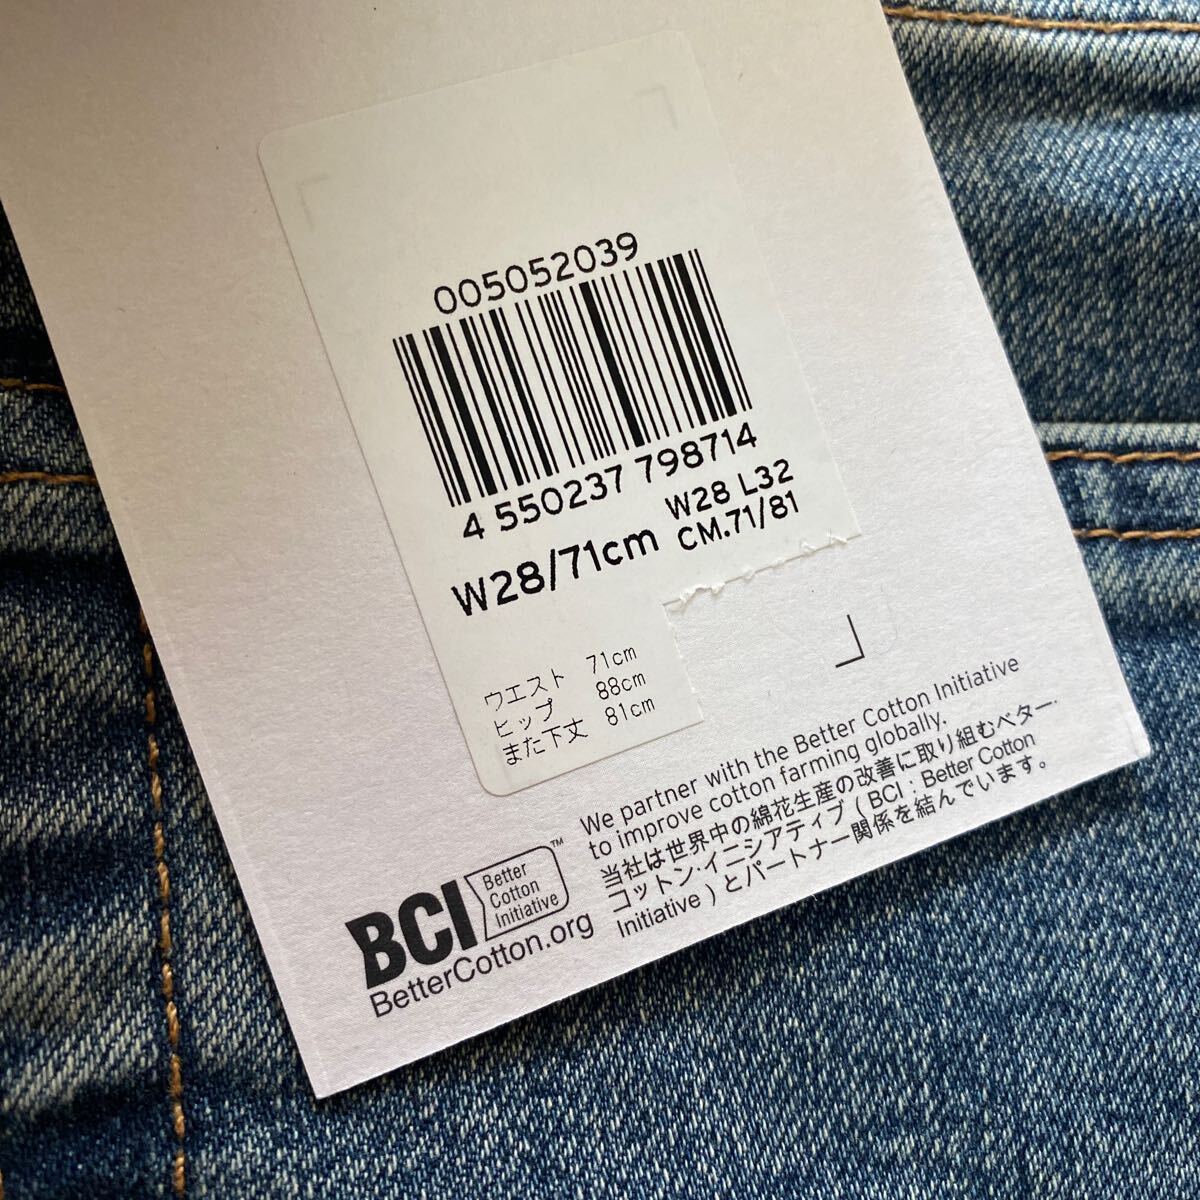 005052039
4 550237 798714
W28/71cm
W28 L32
CM.71/81
ウエスト 71cm
ヒップ 88cm
また下丈 81cm
We partner with the Better Cotton Initiative
to improve cotton farming globally.
当社は世界中の綿花生産の改善に取り組むベター・
コットン・イニシアティブ ( BCI : Better Cotton
Initiative ) とパートナー関係を結んでいます。
BCI
Better
Cotton
Initiative
™
BetterCotton.org